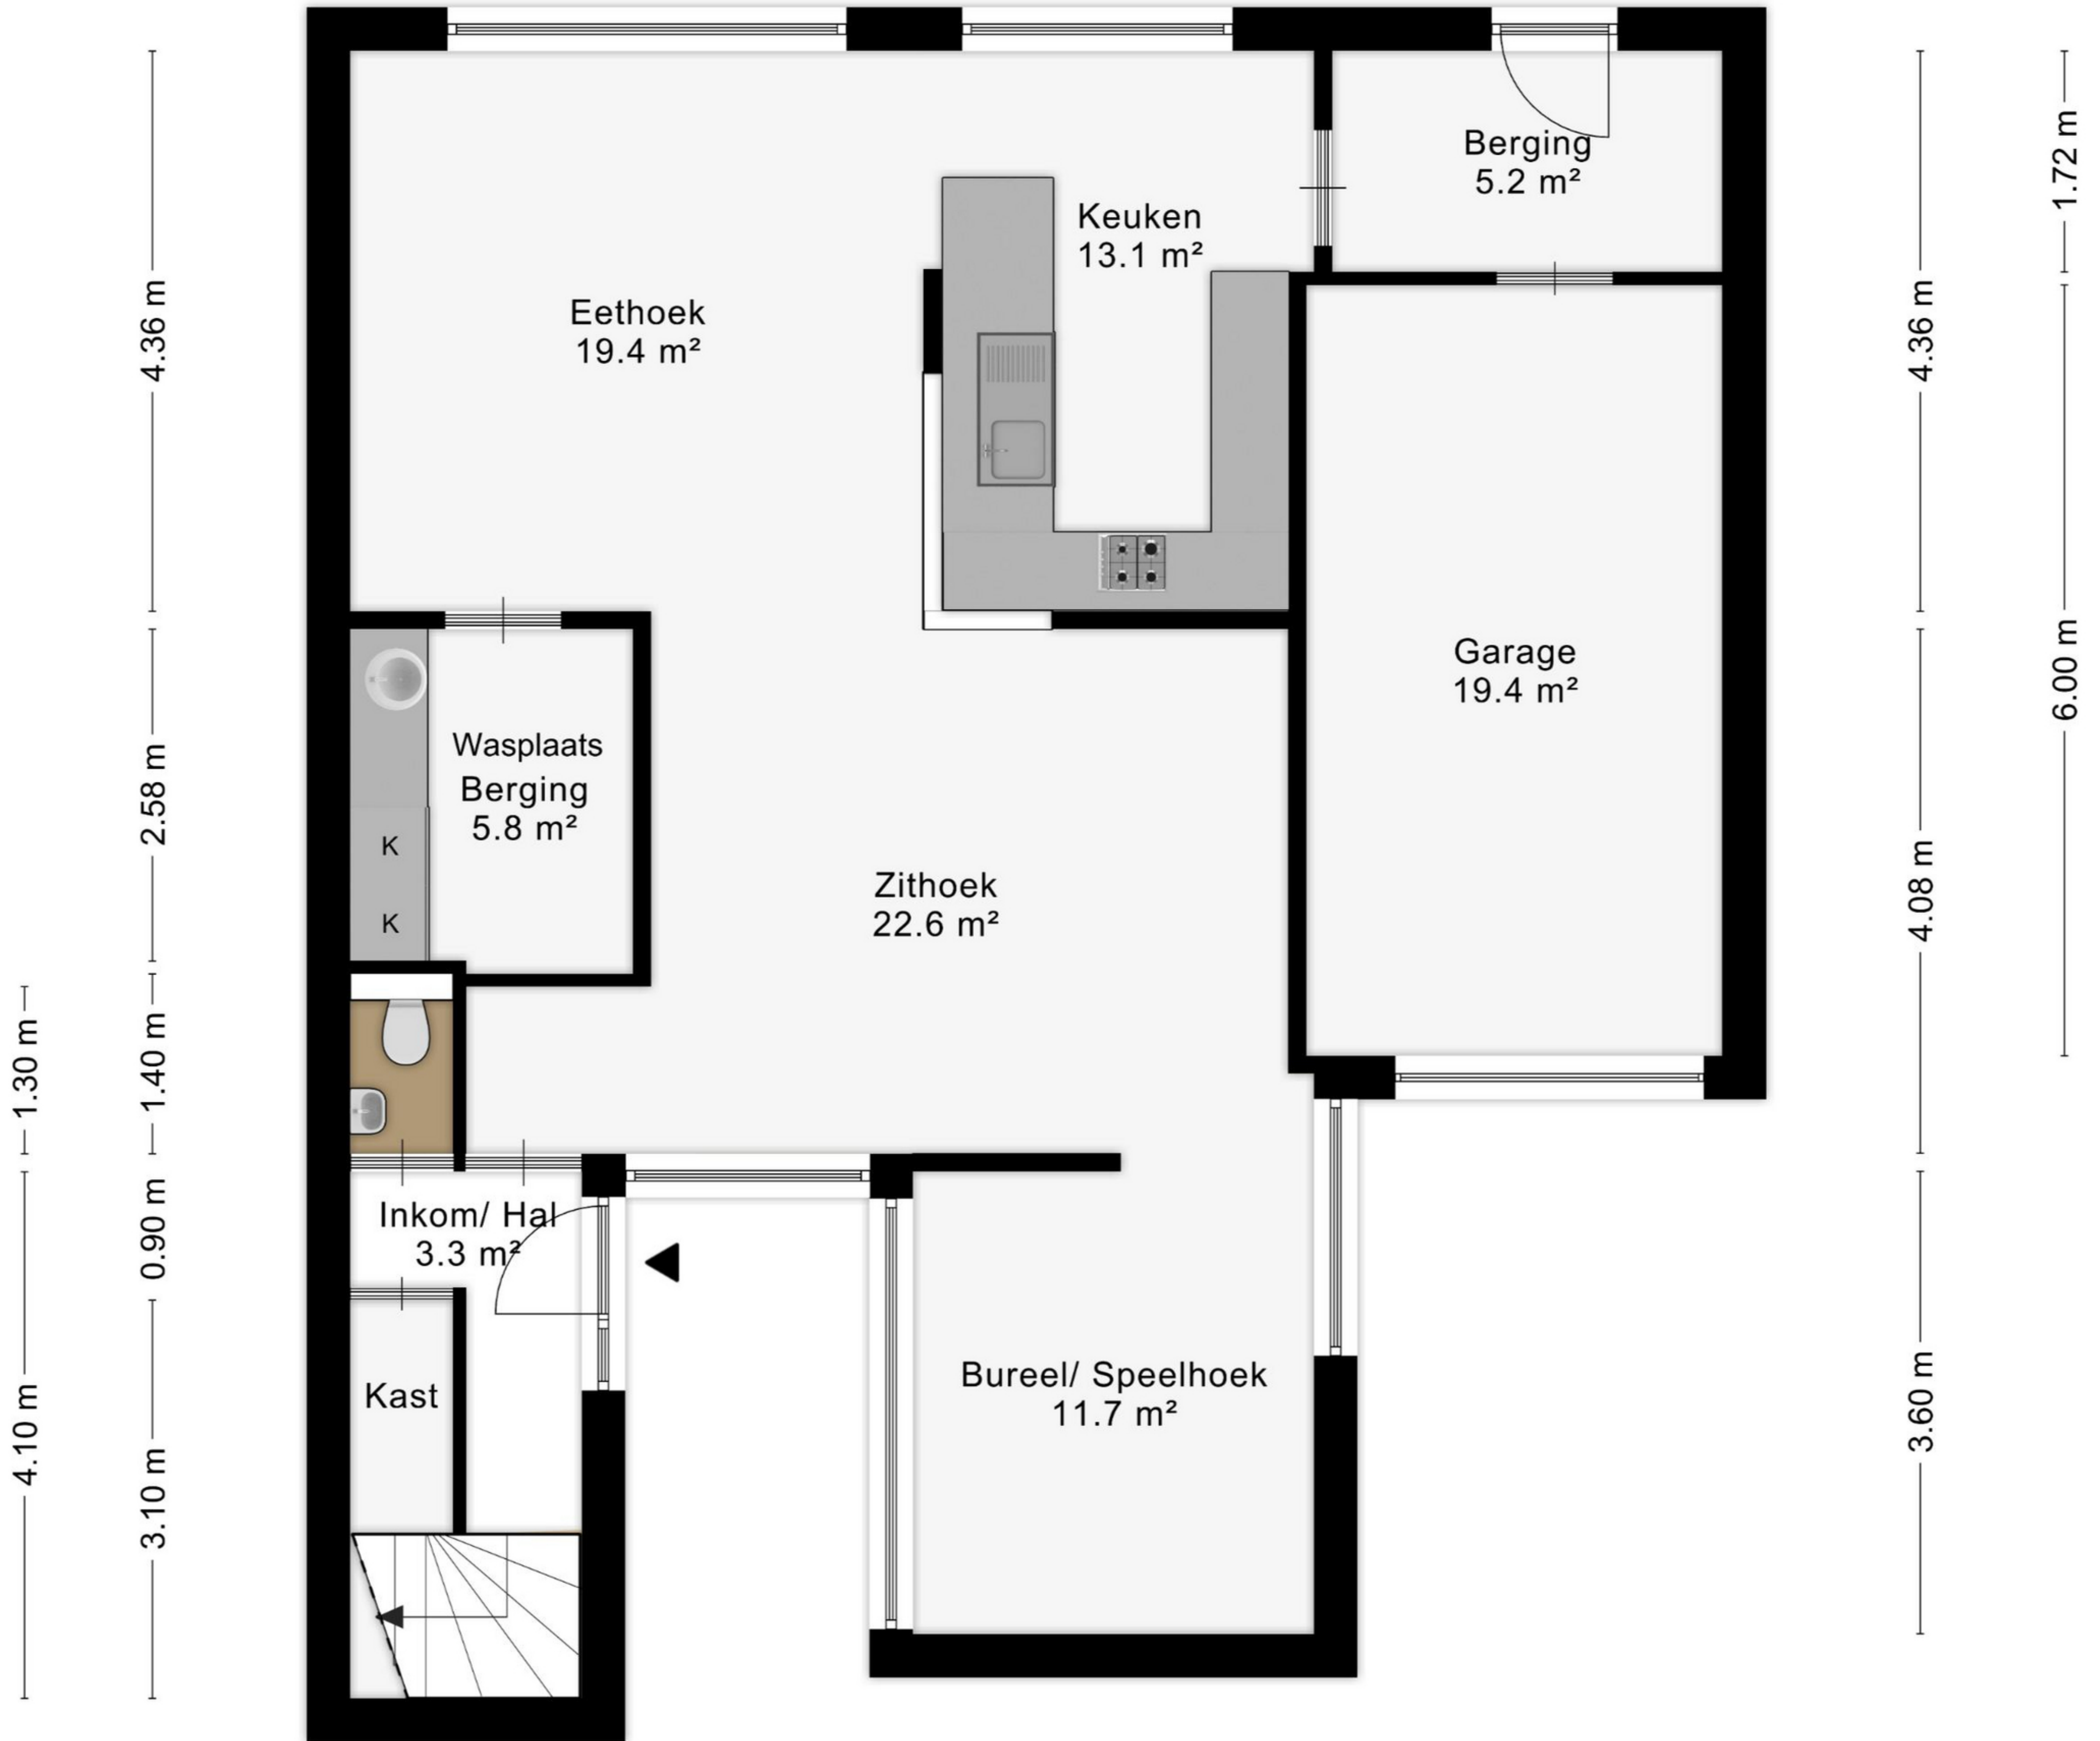 Berging
5.2 m²
Keuken
13.1 m²
Eethoek
19.4 m²
Garage
19.4 m²
Wasplaats
Berging
5.8 m²
K
K
Zithoek
22.6 m²
Inkom/ Hal
3.3 m²
Kast
Bureel/ Speelhoek
11.7 m²
1.30 m
4.10 m
4.36 m
2.58 m
1.40 m
0.90 m
3.10 m
4.36 m
4.08 m
3.60 m
1.72 m
6.00 m